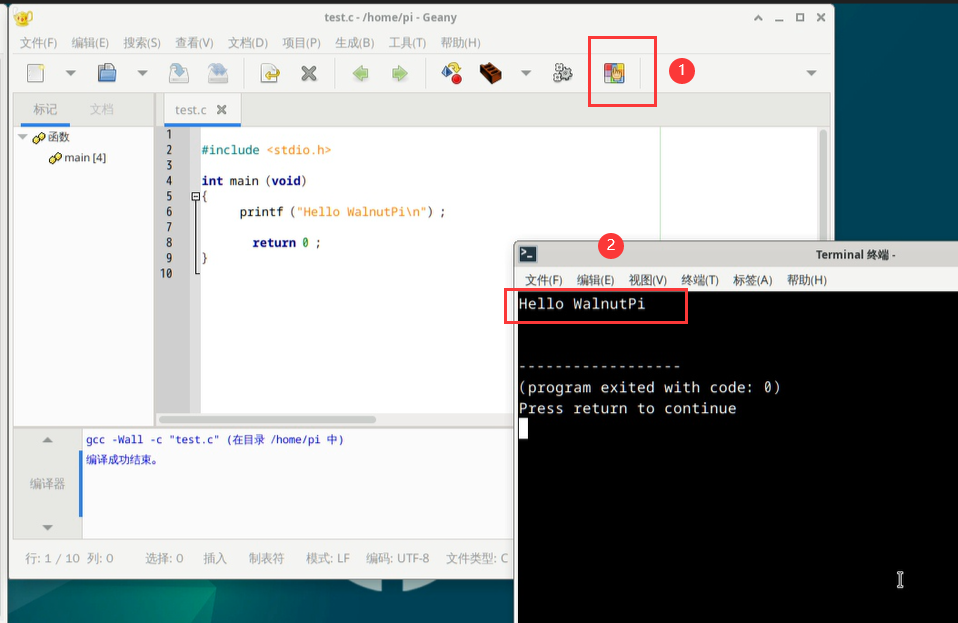 test.c - /home/pi - Geany
文件(F) 编辑(E) 搜索(S) 查看(V) 文档(D) 项目(P) 生成(B) 工具(T) 帮助(H)
1
标记 文档
test.c
函数
main [4]
1
2 #include <stdio.h>
3
4 int main (void)
5 {
6 printf ("Hello WalnutPi\n") ;
7
8 return 0 ;
9 }
10
2
Terminal 终端 -
文件(F) 编辑(E) 视图(V) 终端(T) 标签(A) 帮助(H)
Hello WalnutPi
------------------
(program exited with code: 0)
Press return to continue
编译器
gcc -Wall -c "test.c" (在目录 /home/pi 中)
编译成功结束。
行: 1 / 10 列: 0 选择: 0 插入 制表符 模式: LF 编码: UTF-8 文件类型: C